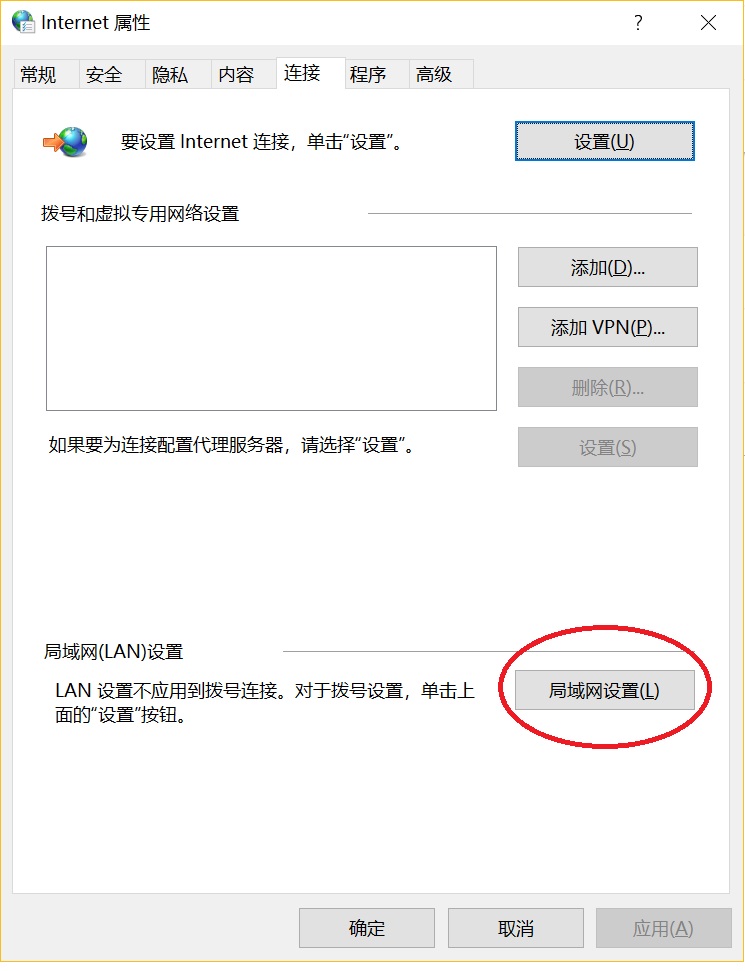 Internet 属性
?
常规 安全 隐私 内容 连接 程序 高级
要设置 Internet 连接，单击“设置”。
设置(U)
拨号和虚拟专用网络设置
添加(D)...
添加 VPN(P)...
删除(R)...
如果要为连接配置代理服务器，请选择“设置”。
设置(S)
局域网(LAN)设置
LAN 设置不应用到拨号连接。对于拨号设置，单击上
面的“设置”按钮。
局域网设置(L)
确定 取消 应用(A)